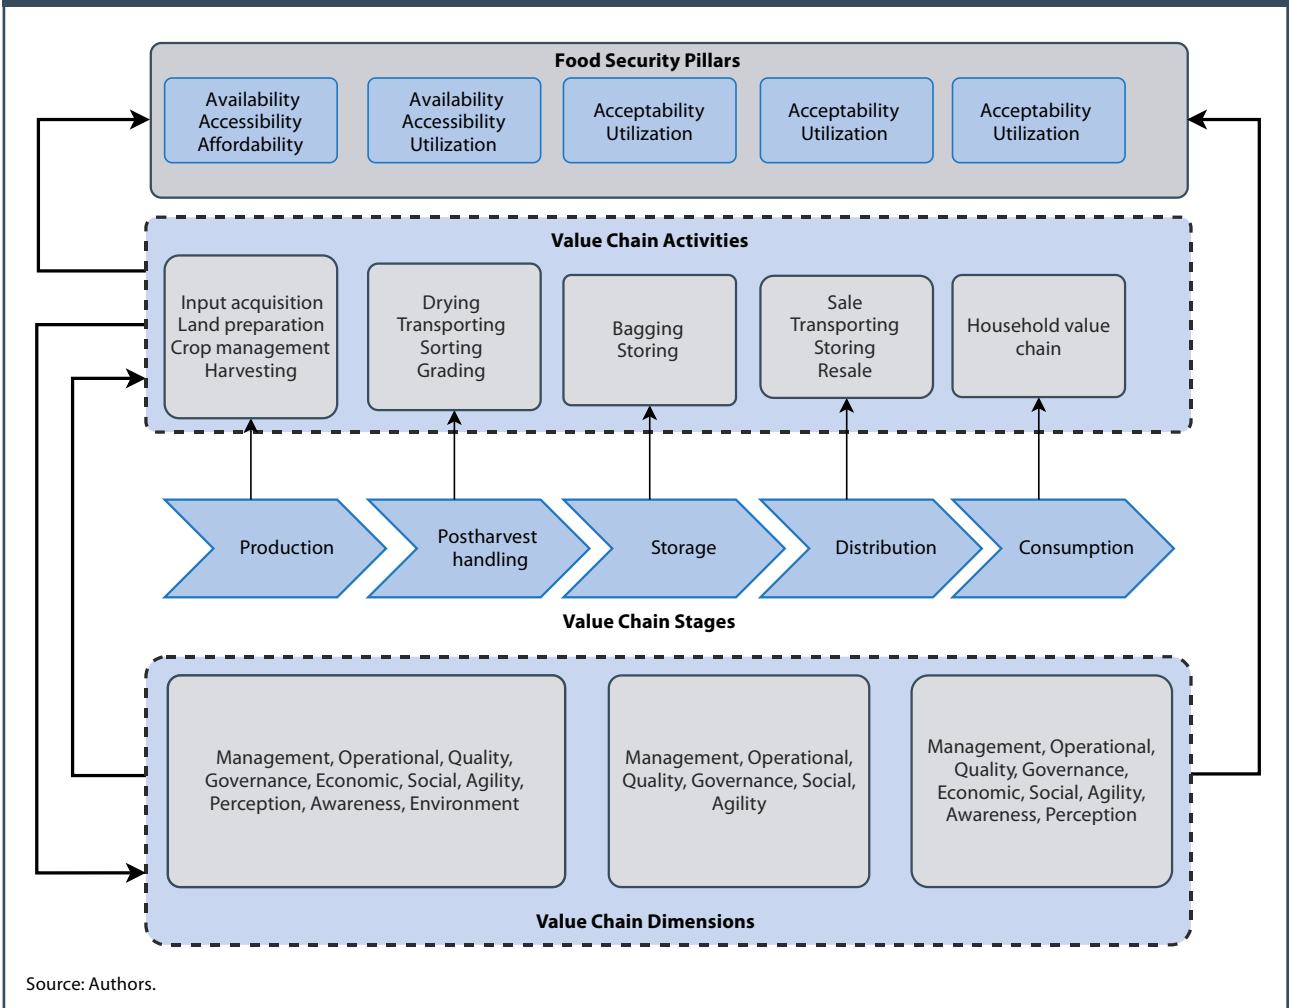 Food Security Pillars
Availability
Accessibility
Affordability
Availability
Accessibility
Utilization
Acceptability
Utilization
Acceptability
Utilization
Acceptability
Utilization
Value Chain Activities
Input acquisition
Land preparation
Crop management
Harvesting
Drying
Transporting
Sorting
Grading
Bagging
Storing
Sale
Transporting
Storing
Resale
Household value
chain
Production
Postharvest
handling
Storage
Distribution
Consumption
Value Chain Stages
Management, Operational, Quality,
Governance, Economic, Social, Agility,
Perception, Awareness, Environment
Management, Operational,
Quality, Governance, Social,
Agility
Management, Operational,
Quality, Governance,
Economic, Social, Agility,
Awareness, Perception
Value Chain Dimensions
Source: Authors.